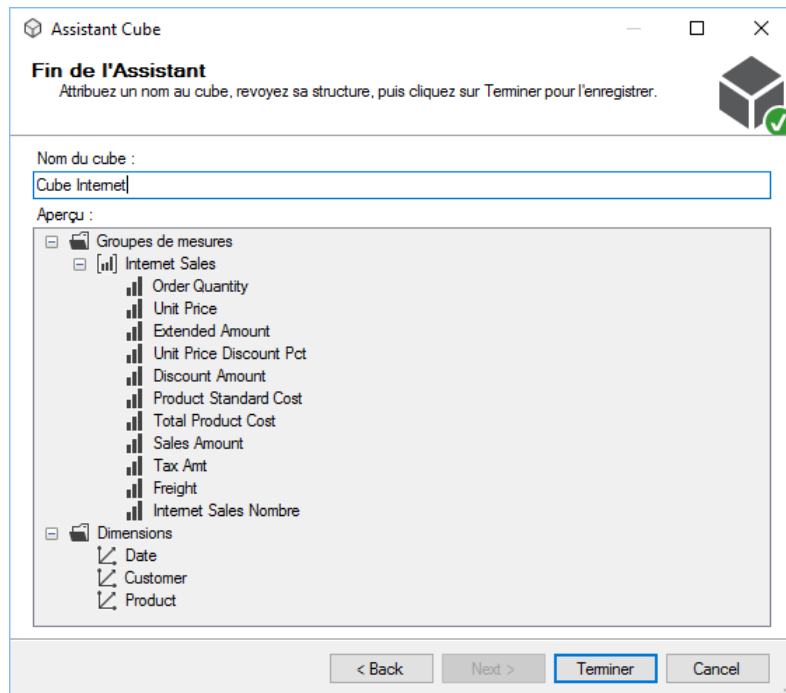 Assistant Cube
Fin de l'Assistant
Attribuez un nom au cube, revoyez sa structure, puis cliquez sur Terminer pour l'enregistrer.
Nom du cube :
Cube Internet
Aperçu :
Groupes de mesures
Internet Sales
Order Quantity
Unit Price
Extended Amount
Unit Price Discount Pct
Discount Amount
Product Standard Cost
Total Product Cost
Sales Amount
Tax Amt
Freight
Internet Sales Nombre
Dimensions
Date
Customer
Product
< Back Next > Terminer Cancel